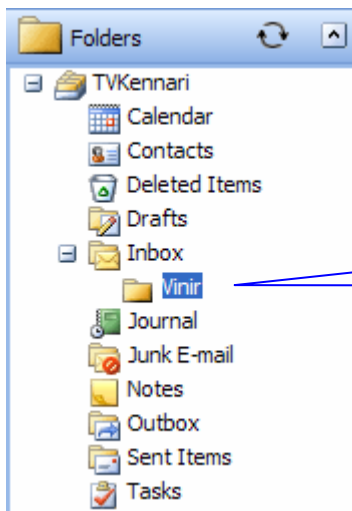 Folders
TVKennari
Calendar
Contacts
Deleted Items
Drafts
Inbox
Vinir
Journal
Junk E-mail
Notes
Outbox
Sent Items
Tasks